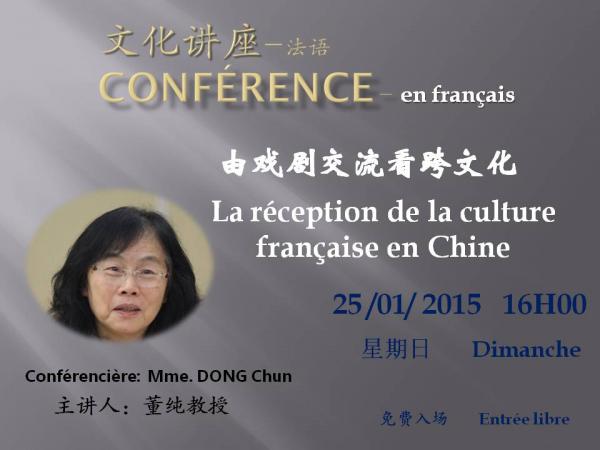 文化讲座–法语
CONFÉRENCE – en français
由戏剧交流看跨文化
La réception de la culture
française en Chine
25 /01/ 2015 16H00
星期日 Dimanche
Conférencière: Mme. DONG Chun
主讲人：董纯教授
免费入场 Entrée libre